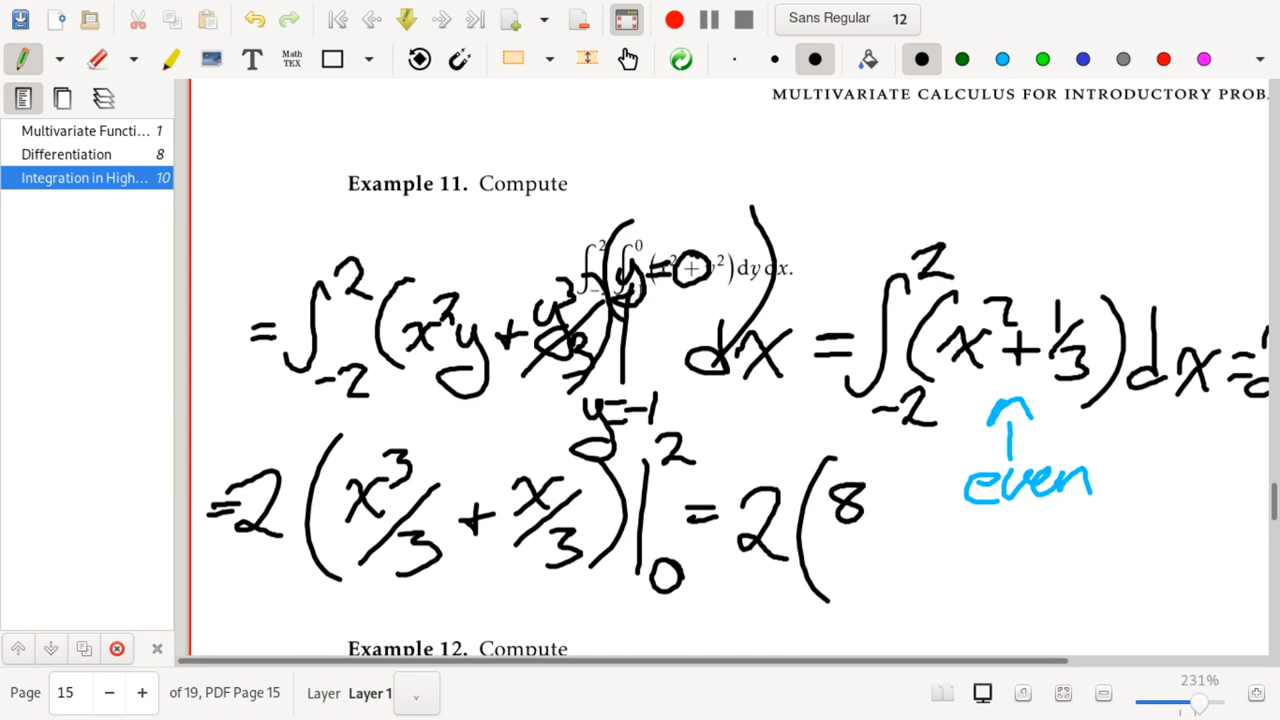 Sans Regular 12
T Math TEX
MULTIVARIATE CALCULUS FOR INTRODUCTORY PROB
Multivariate Functi... 1
Differentiation 8
Integration in High... 10
Example 11. Compute
dy dx.
= ∫_{-2}^{2} (x²y + y³/3)|_{y=-1}^{y=0} dx = ∫_{-2}^{2} (x² + 1/3) dx =
even
= 2 (x³/3 + x/3)|_0^2 = 2 (8
Example 12. Compute
Page 15 of 19, PDF Page 15 Layer Layer 1 231%